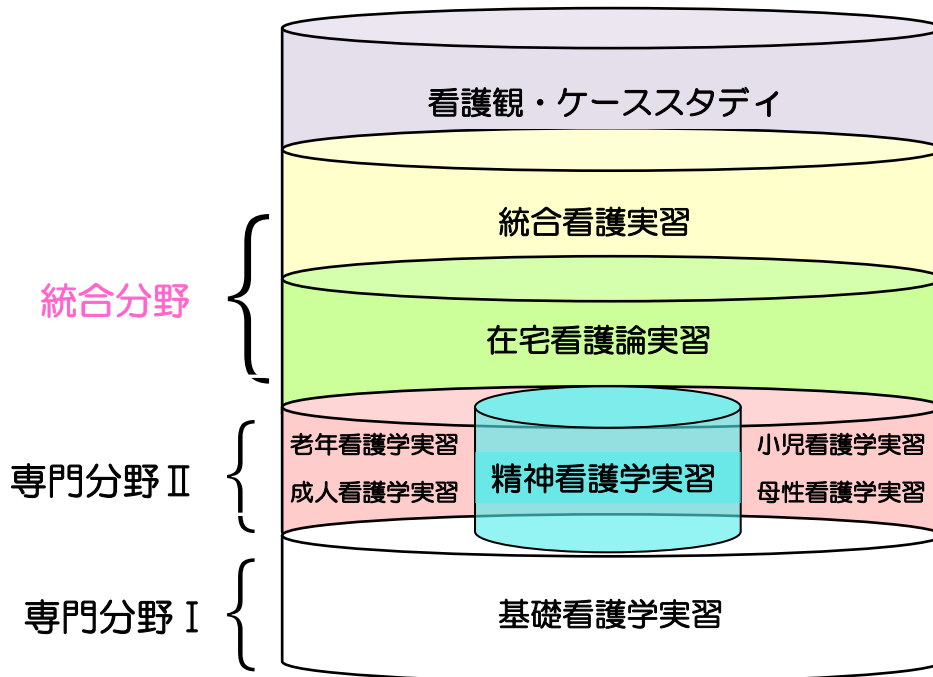 看護観・ケーススタディ
統合看護実習
統合分野
在宅看護論実習
老年看護学実習
小児看護学実習
専門分野Ⅱ
精神看護学実習
成人看護学実習
母性看護学実習
専門分野Ⅰ
基礎看護学実習